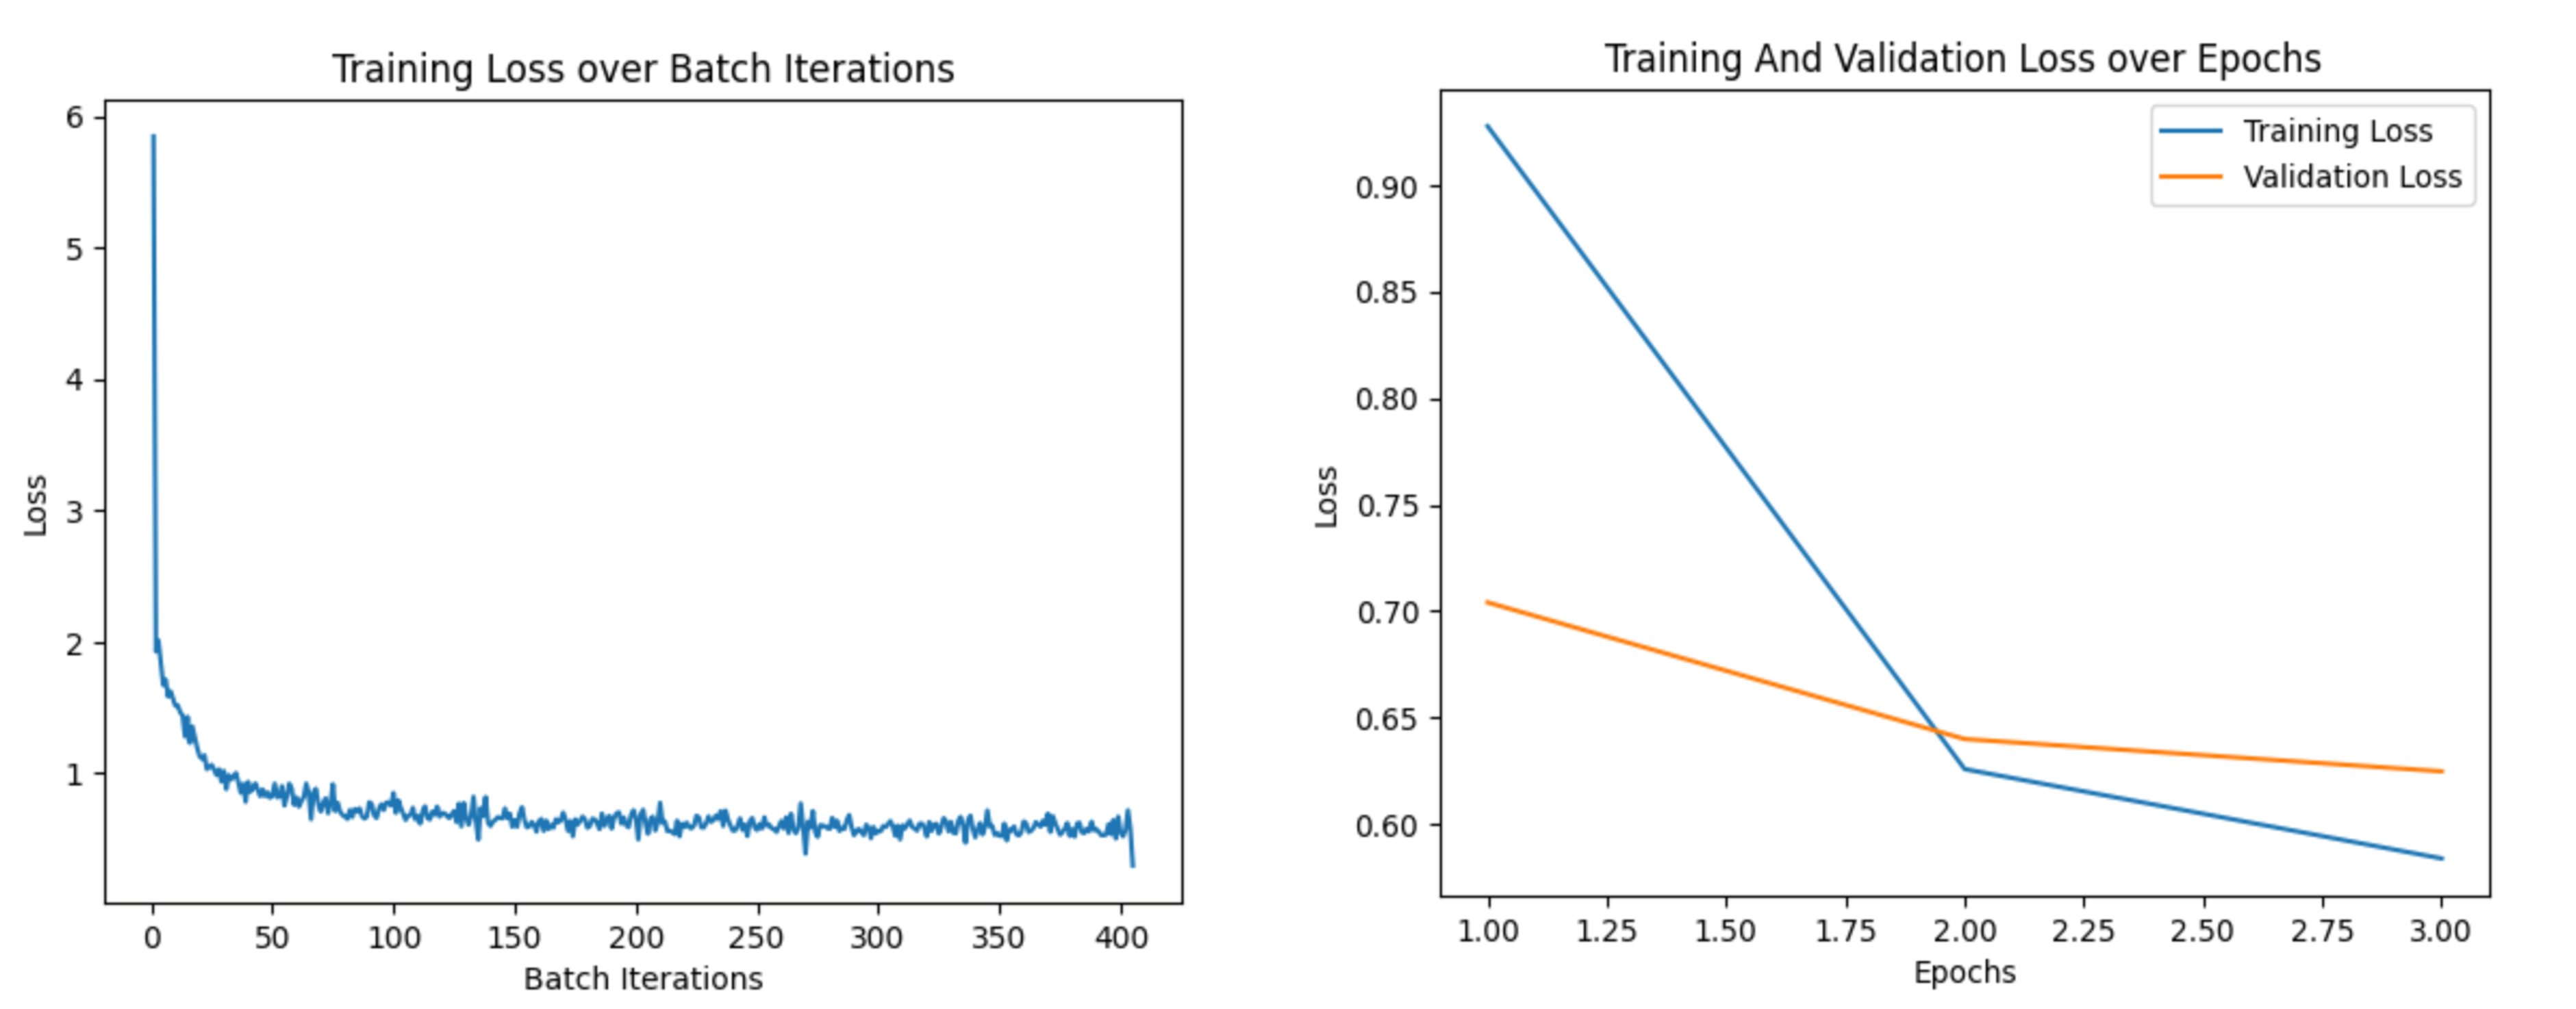 Training Loss over Batch Iterations
6
5
4
3
2
1
Loss
0 50 100 150 200 250 300 350 400
Batch Iterations
Training And Validation Loss over Epochs
Training Loss
Validation Loss
0.90
0.85
0.80
0.75
0.70
0.65
0.60
Loss
1.00 1.25 1.50 1.75 2.00 2.25 2.50 2.75 3.00
Epochs